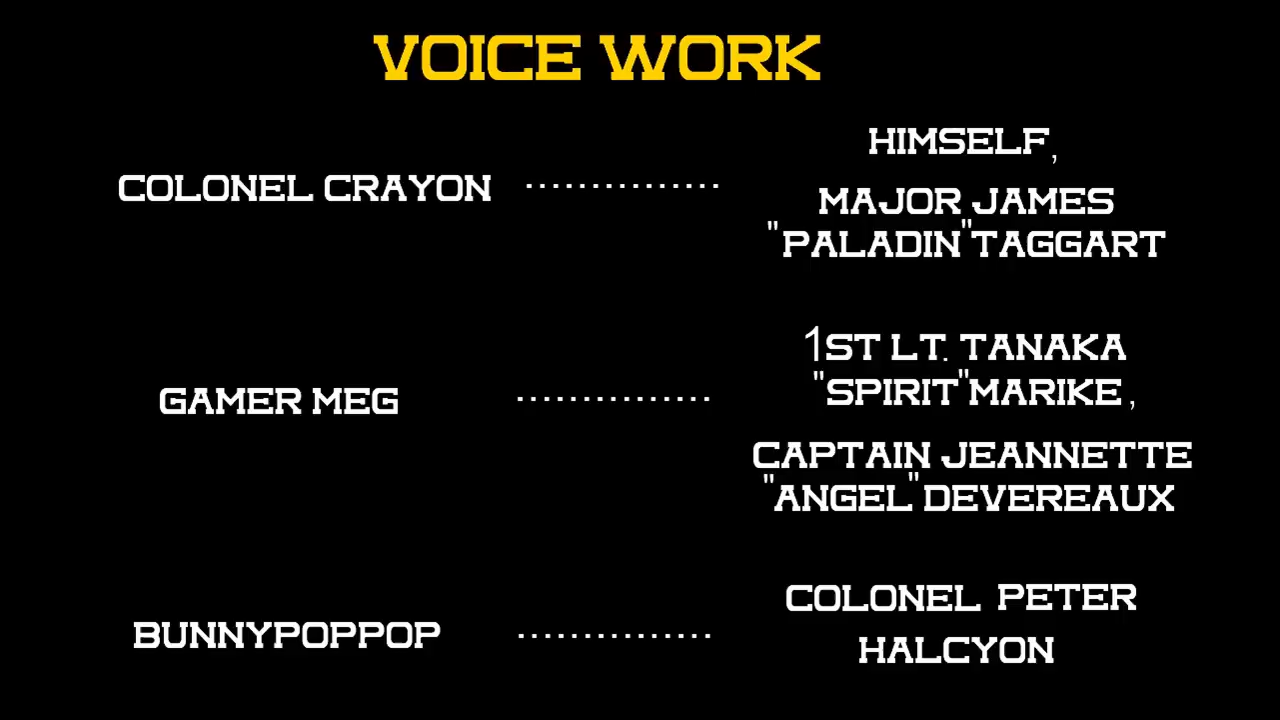 VOICE WORK
COLONEL CRAYON ............... HIMSELF,
MAJOR JAMES
"PALADIN" TAGGART
GAMER MEG ............... 1ST LT. TANAKA
"SPIRIT" MARIKE,
CAPTAIN JEANNETTE
"ANGEL" DEVEREAUX
BUNNYPOPPOP ............... COLONEL PETER
HALCYON